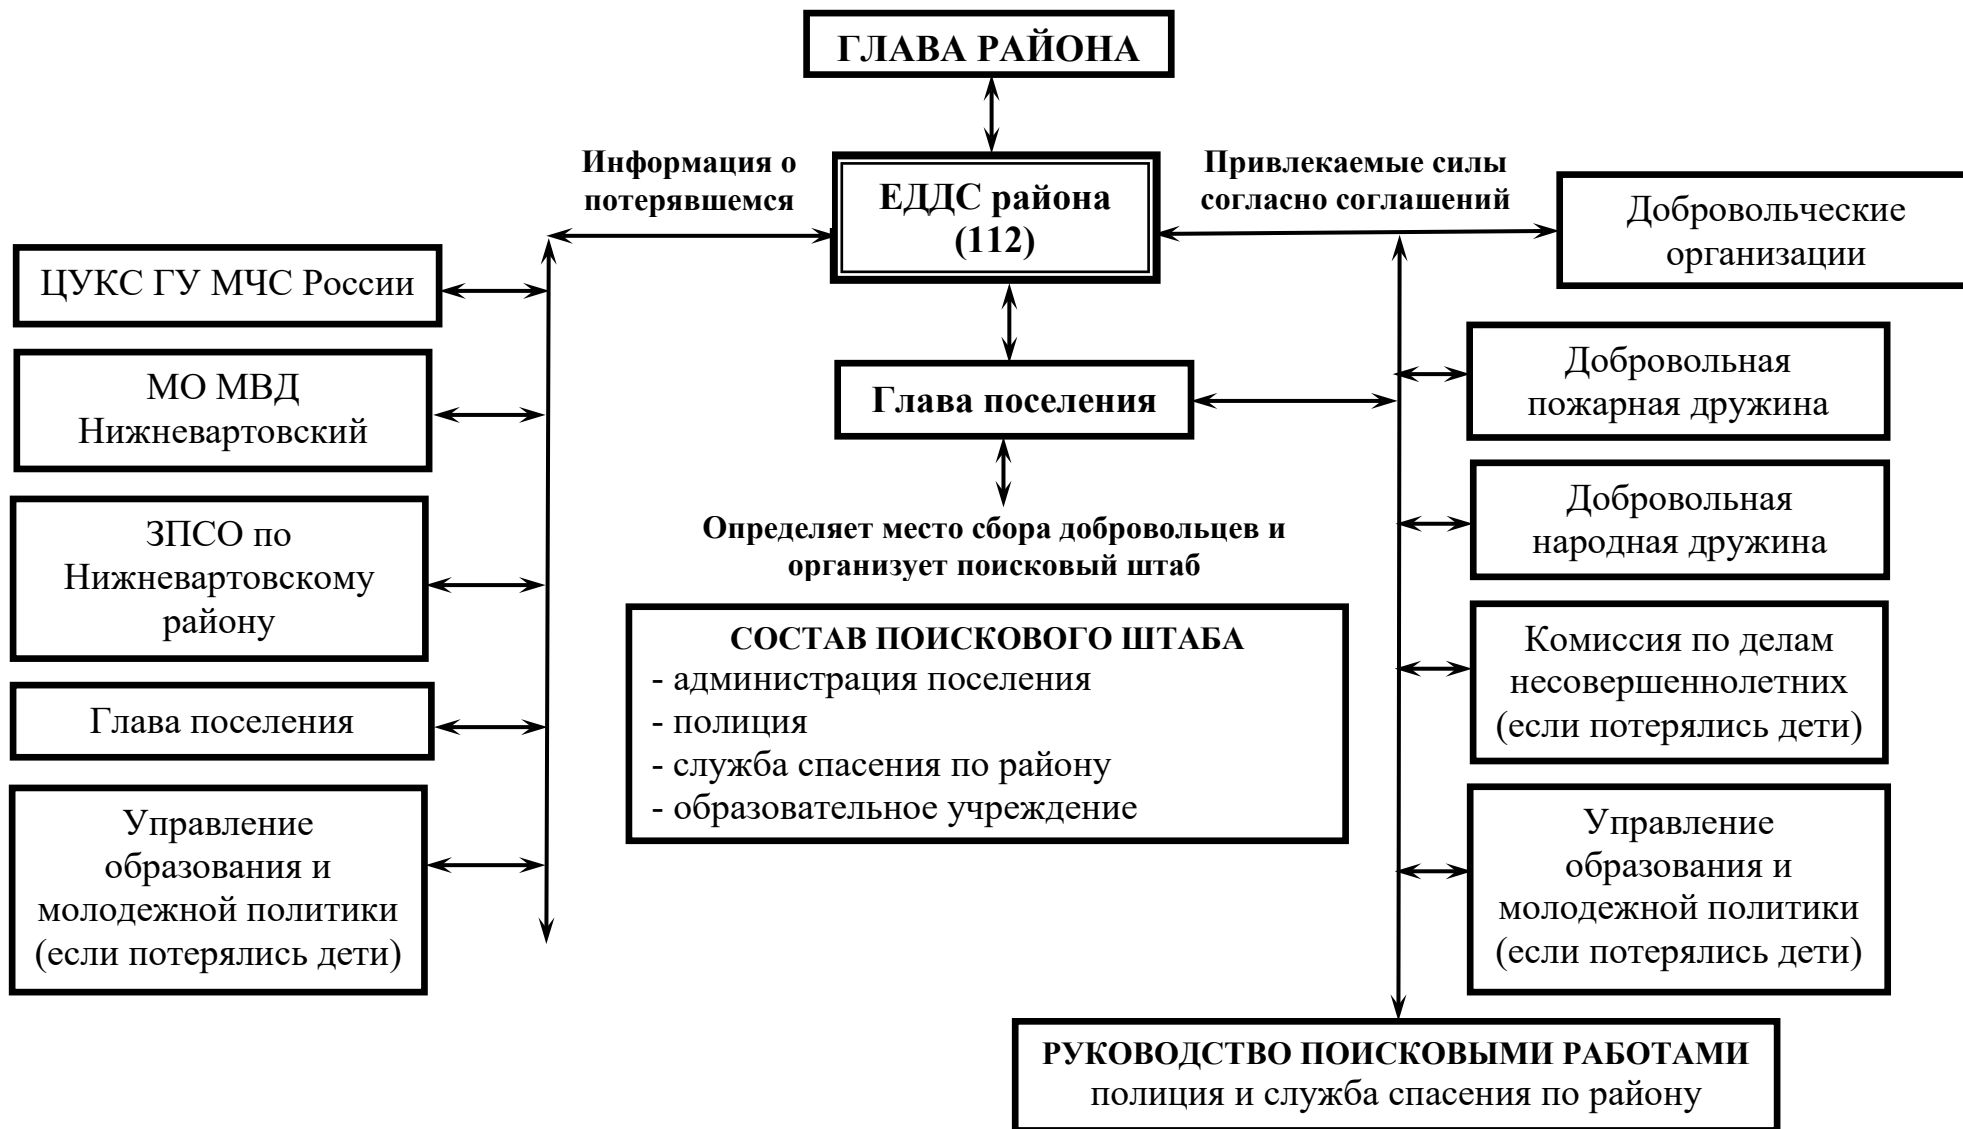 ГЛАВА РАЙОНА
Информация о
потерявшемся
ЕДДС района
(112)
Привлекаемые силы
согласно соглашений
Добровольческие
организации
ЦУКС ГУ МЧС России
МО МВД
Нижневартовский
ЗПСО по
Нижневартовскому
району
Глава поселения
Управление
образования и
молодежной политики
(если потерялись дети)
Глава поселения
Определяет место сбора добровольцев и
организует поисковый штаб
СОСТАВ ПОИСКОВОГО ШТАБА
- администрация поселения
- полиция
- служба спасения по району
- образовательное учреждение
Добровольная
пожарная дружина
Добровольная
народная дружина
Комиссия по делам
несовершеннолетних
(если потерялись дети)
Управление
образования и
молодежной политики
(если потерялись дети)
РУКОВОДСТВО ПОИСКОВЫМИ РАБОТАМИ
полиция и служба спасения по району